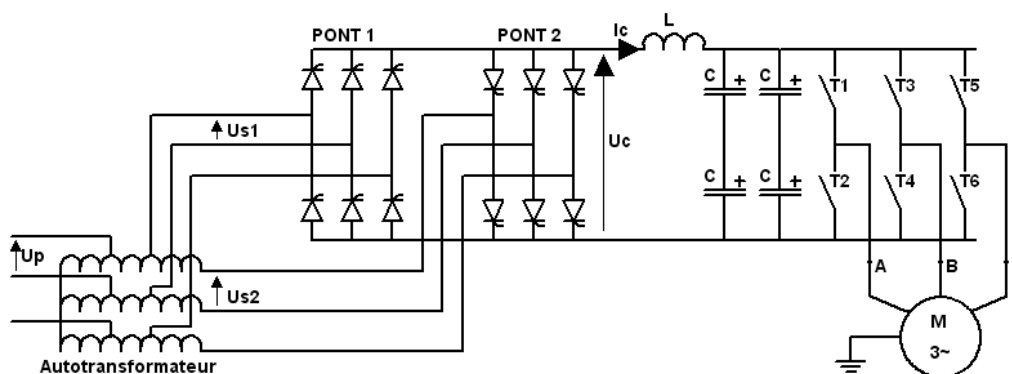 PONT 1
PONT 2
Ic
L
C + C +
T1
T3
T5
Us1
Uc
C + C +
T2
T4
T6
Up
Us2
A
B
M
3~
Autotransformateur